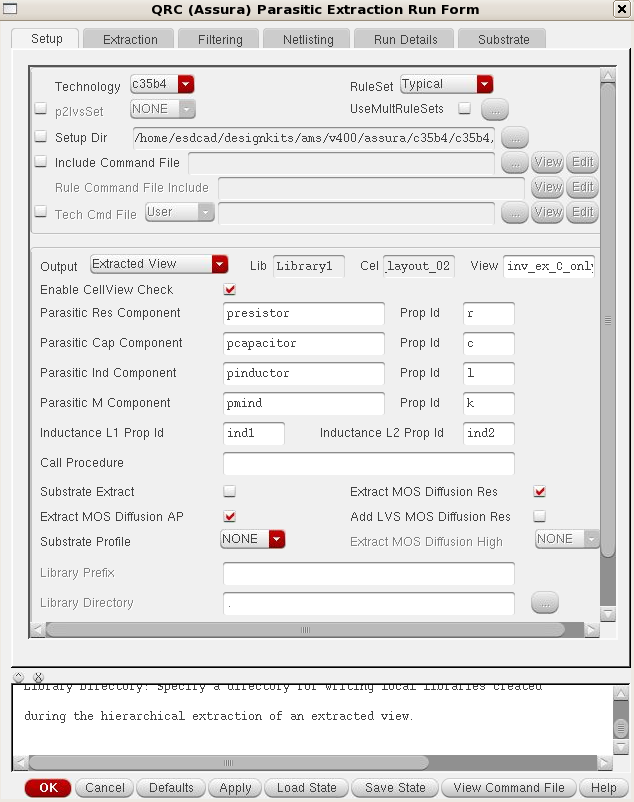 QRC (Assura) Parasitic Extraction Run Form
Setup Extraction Filtering Netlisting Run Details Substrate
Technology c35b4 RuleSet Typical
p2lvsSet NONE UseMultRuleSets ...
Setup Dir /home/esdcad/designkits/ams/v400/assura/c35b4/c35b4, ...
Include Command File ... View Edit
Rule Command File Include View Edit
Tech Cmd File User ... View Edit
Output Extracted View Lib Library1 Cel layout_02 View inv_ex_C_only
Enable CellView Check
Parasitic Res Component presistor Prop Id r
Parasitic Cap Component pcapacitor Prop Id c
Parasitic Ind Component pinductor Prop Id l
Parasitic M Component pmind Prop Id k
Inductance L1 Prop Id ind1 Inductance L2 Prop Id ind2
Call Procedure
Substrate Extract Extract MOS Diffusion Res
Extract MOS Diffusion AP Add LVS MOS Diffusion Res
Substrate Profile NONE Extract MOS Diffusion High NONE
Library Prefix
Library Directory . ...
Library Directory: Specify a directory for writing local libraries created
during the hierarchical extraction of an extracted view.
OK Cancel Defaults Apply Load State Save State View Command File Help